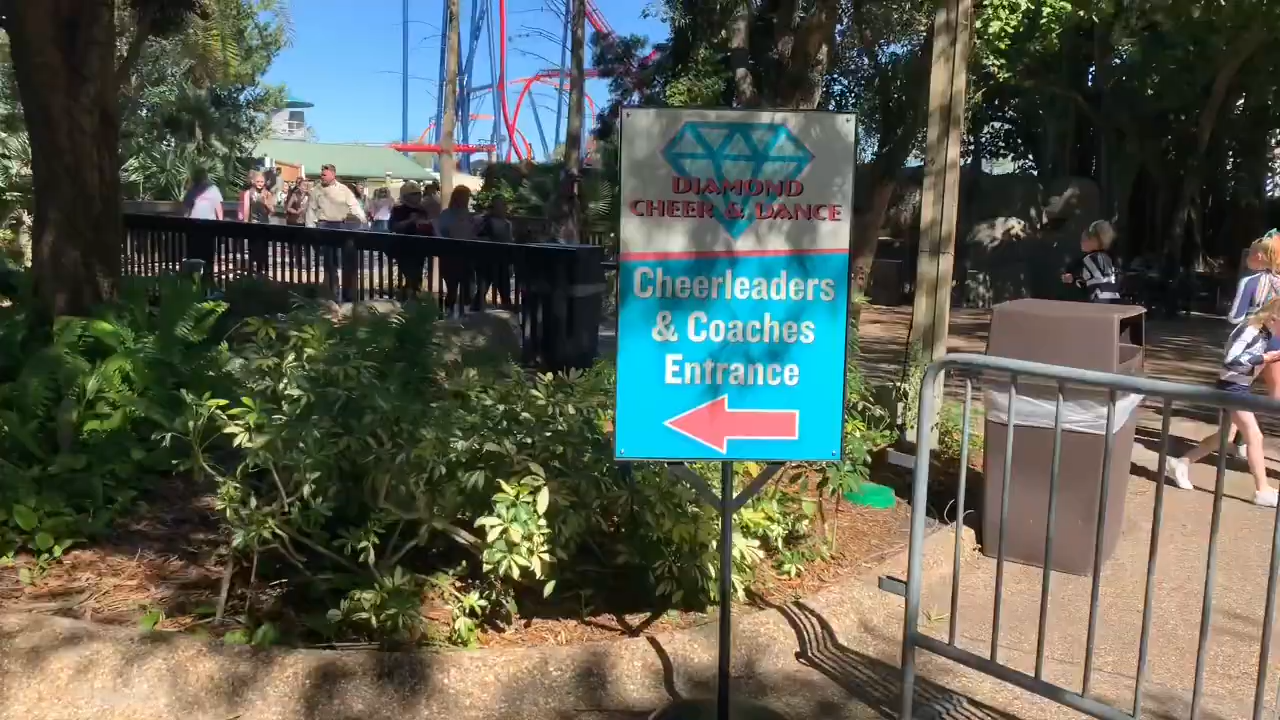 DIAMOND
CHEER & DANCE
Cheerleaders
& Coaches
Entrance